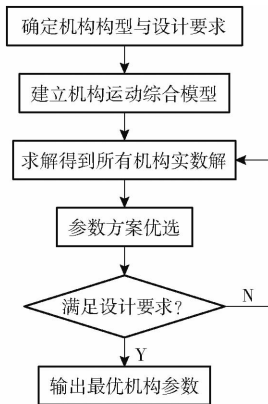 确定机构构型与设计要求
建立机构运动综合模型
求解得到所有机构实数解
参数方案优选
满足设计要求?
N
Y
输出最优机构参数